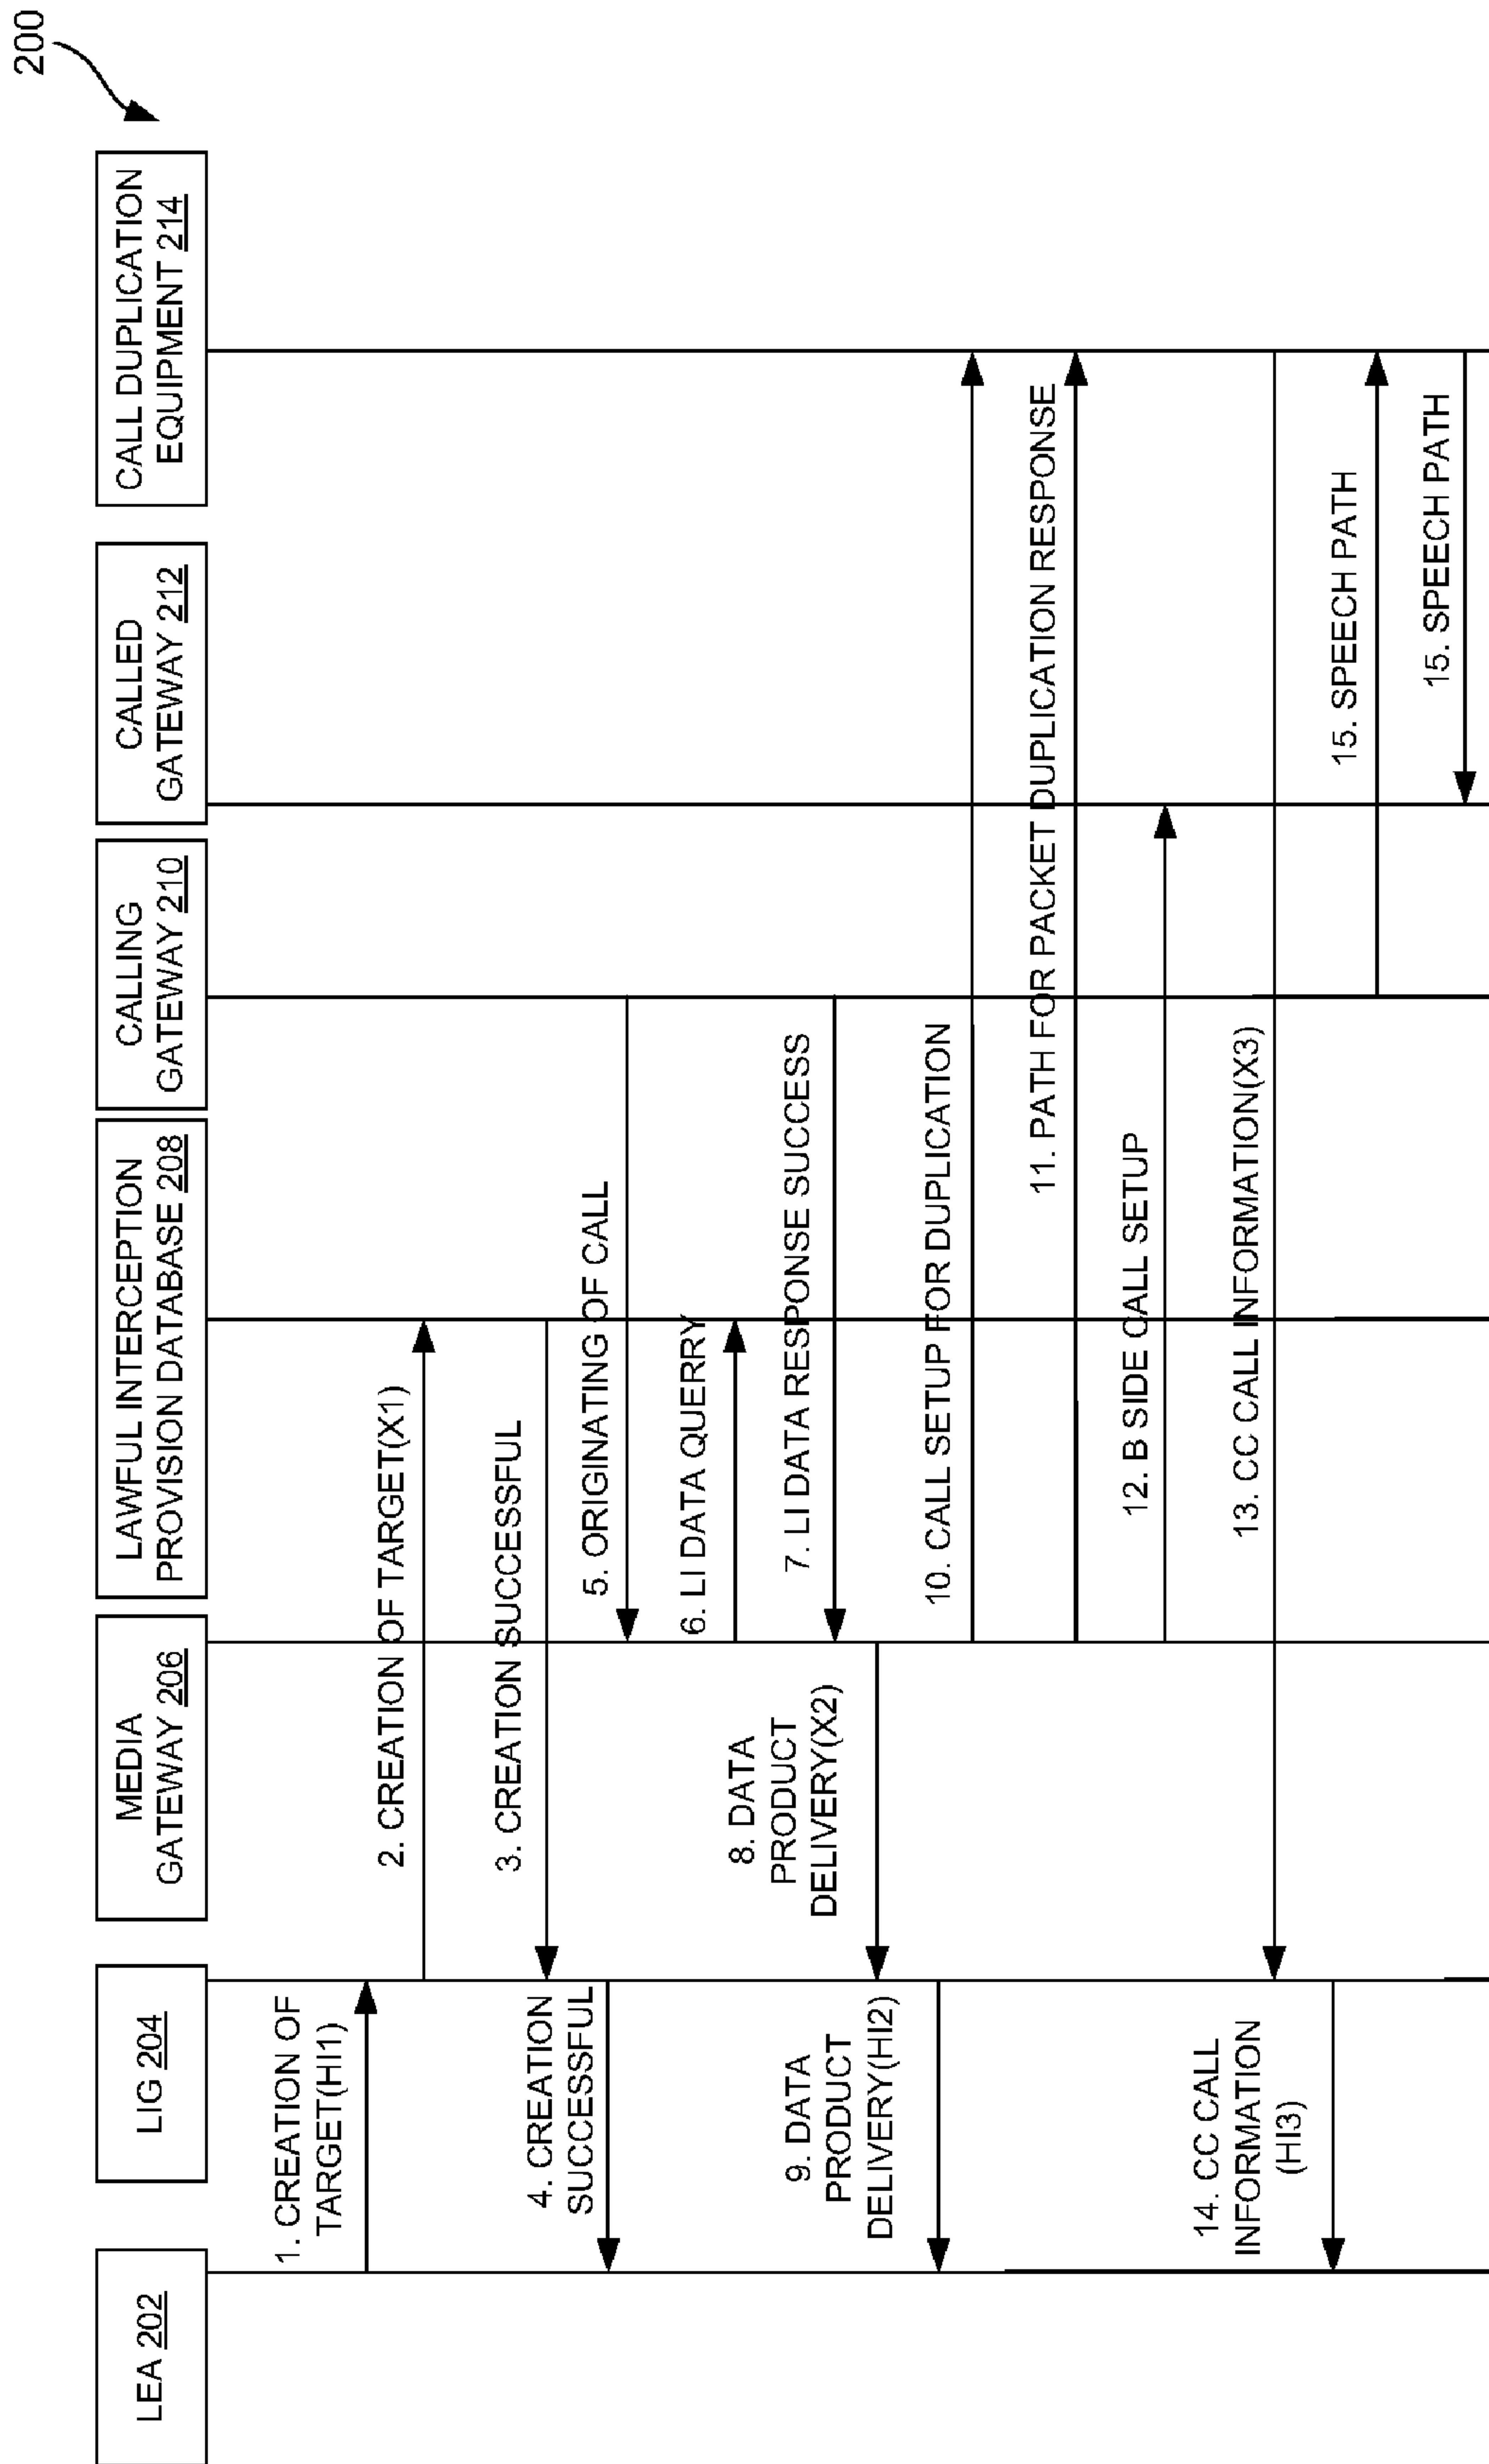 200
LEA 202
LIG 204
MEDIA
GATEWAY 206
LAWFUL INTERCEPTION
PROVISION DATABASE 208
CALLING
GATEWAY 210
CALLED
GATEWAY 212
CALL DUPLICATION
EQUIPMENT 214
1. CREATION OF
TARGET(HI1)
2. CREATION OF TARGET(X1)
3. CREATION SUCCESSFUL
4. CREATION
SUCCESSFUL
5. ORIGINATING OF CALL
6. LI DATA QUERRY
7. LI DATA RESPONSE SUCCESS
8. DATA
PRODUCT
DELIVERY(X2)
9. DATA
PRODUCT
DELIVERY(HI2)
10. CALL SETUP FOR DUPLICATION
11. PATH FOR PACKET DUPLICATION RESPONSE
12. B SIDE CALL SETUP
13. CC CALL INFORMATION(X3)
14. CC CALL
INFORMATION
(HI3)
15. SPEECH PATH
15. SPEECH PATH